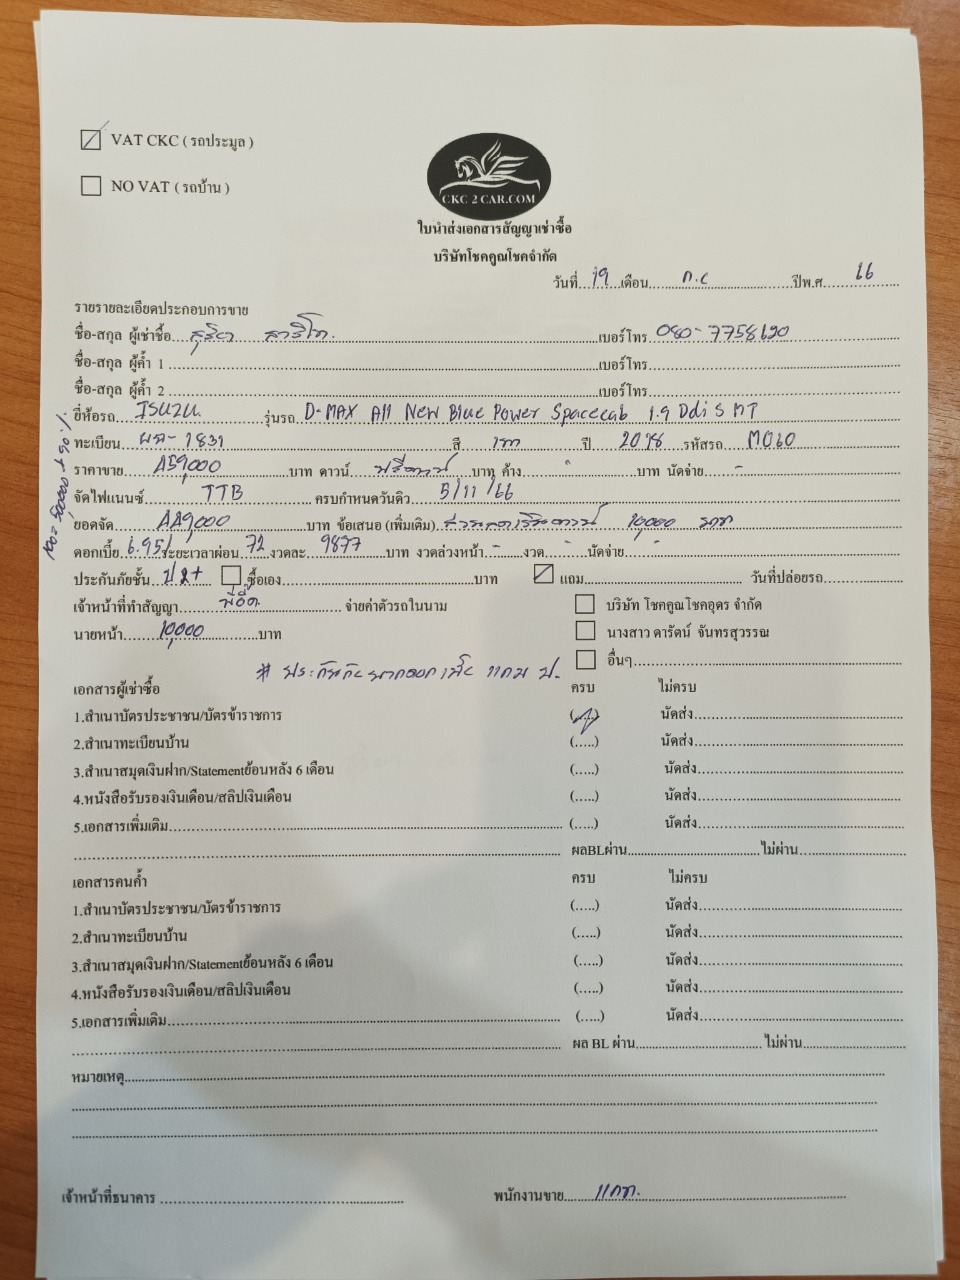 VAT CKC ( รถประมูล )
NO VAT ( รถบ้าน )
CKC 2 CAR.COM
ใบนำส่งเอกสารสัญญาเช่าซื้อ
บริษัทโชคคูณโชคจำกัด
วันที่...19...เดือน......ก.ค.......ปีพ.ศ....66
รายรายละเอียดประกอบการขาย
ชื่อ-สกุล ผู้เช่าซื้อ............เบอร์โทร 080-7758690
ชื่อ-สกุล ผู้ค้ำ 1............เบอร์โทร............
ชื่อ-สกุล ผู้ค้ำ 2............เบอร์โทร............
ยี่ห้อรถ...ISUZU...รุ่นรถ...D-MAX All New Blue Power Spacecab 1.9 Ddi S MT
ทะเบียน......-1831......สี...เทา...ปี...2018...รหัสรถ...M060
ราคาขาย...459,000...บาท ดาวน์...ฟรีดาวน์...บาท ค้าง...-...บาท นัดจ่าย...-
จัดไฟแนนซ์...TTB...ครบกำหนดวันคิว...5/11/66
ยอดจัด...449,000...บาท ข้อเสนอ (เพิ่มเติม)...10,000 บาท
ดอกเบี้ย...6.95%...ระยะเวลาผ่อน...72...งวดละ...9877...บาท งวดล่วงหน้า...-...งวด...-...นัดจ่าย...-
ประกันภัยชั้น...ป 2+... ซื้อเอง............บาท แถม............ วันที่ปล่อยรถ............
เจ้าหน้าที่ทำสัญญา............จ่ายค่าตัวรถในนาม
บริษัท โชคคูณโชคอุดร จำกัด
นายหน้า...10,000...บาท
นางสาว ดารัตน์ จันทรสุวรรณ
อื่นๆ............
เอกสารผู้เช่าซื้อ ครบ ไม่ครบ
1.สำเนาบัตรประชาชน/บัตรข้าราชการ (.....) นัดส่ง............
2.สำเนาทะเบียนบ้าน (.....) นัดส่ง............
3.สำเนาสมุดเงินฝาก/Statementย้อนหลัง 6 เดือน (.....) นัดส่ง............
4.หนังสือรับรองเงินเดือน/สลิปเงินเดือน (.....) นัดส่ง............
5.เอกสารเพิ่มเติม............(.....) นัดส่ง............
............ ผลBLผ่าน............ไม่ผ่าน............
เอกสารคนค้ำ ครบ ไม่ครบ
1.สำเนาบัตรประชาชน/บัตรข้าราชการ (.....) นัดส่ง............
2.สำเนาทะเบียนบ้าน (.....) นัดส่ง............
3.สำเนาสมุดเงินฝาก/Statementย้อนหลัง 6 เดือน (.....) นัดส่ง............
4.หนังสือรับรองเงินเดือน/สลิปเงินเดือน (.....) นัดส่ง............
5.เอกสารเพิ่มเติม............(.....) นัดส่ง............
............ ผล BL ผ่าน............ไม่ผ่าน............
หมายเหตุ............
เจ้าหน้าที่ธนาคาร............ พนักงานขาย............